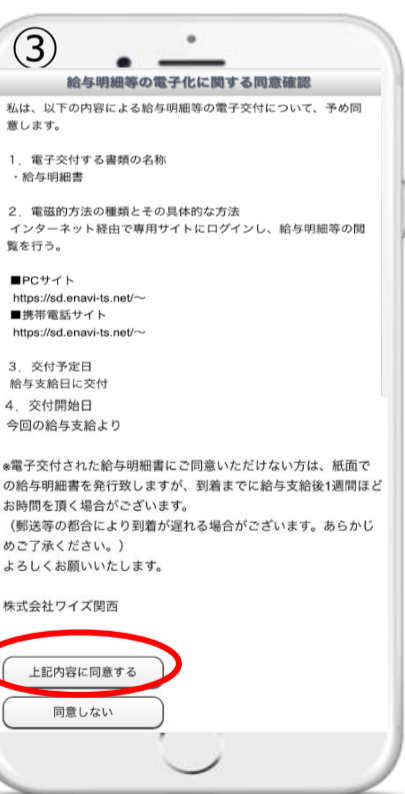 ③
給与明細等の電子化に関する同意確認
私は、以下の内容による給与明細等の電子交付について、予め同
意します。
1．電子交付する書類の名称
・給与明細書
2．電磁的方法の種類とその具体的な方法
インターネット経由で専用サイトにログインし、給与明細等の閲
覧を行う。
■PCサイト
https://sd.enavi-ts.net/～
■携帯電話サイト
https://sd.enavi-ts.net/～
3．交付予定日
給与支給日に交付
4．交付開始日
今回の給与支給より
※電子交付された給与明細書にご同意いただけない方は、紙面で
の給与明細書を発行致しますが、到着までに給与支給後1週間ほど
お時間を頂く場合がございます。
（郵送等の都合により到着が遅れる場合がございます。あらかじ
めご了承ください。）
よろしくお願いいたします。
株式会社ワイズ関西
上記内容に同意する
同意しない